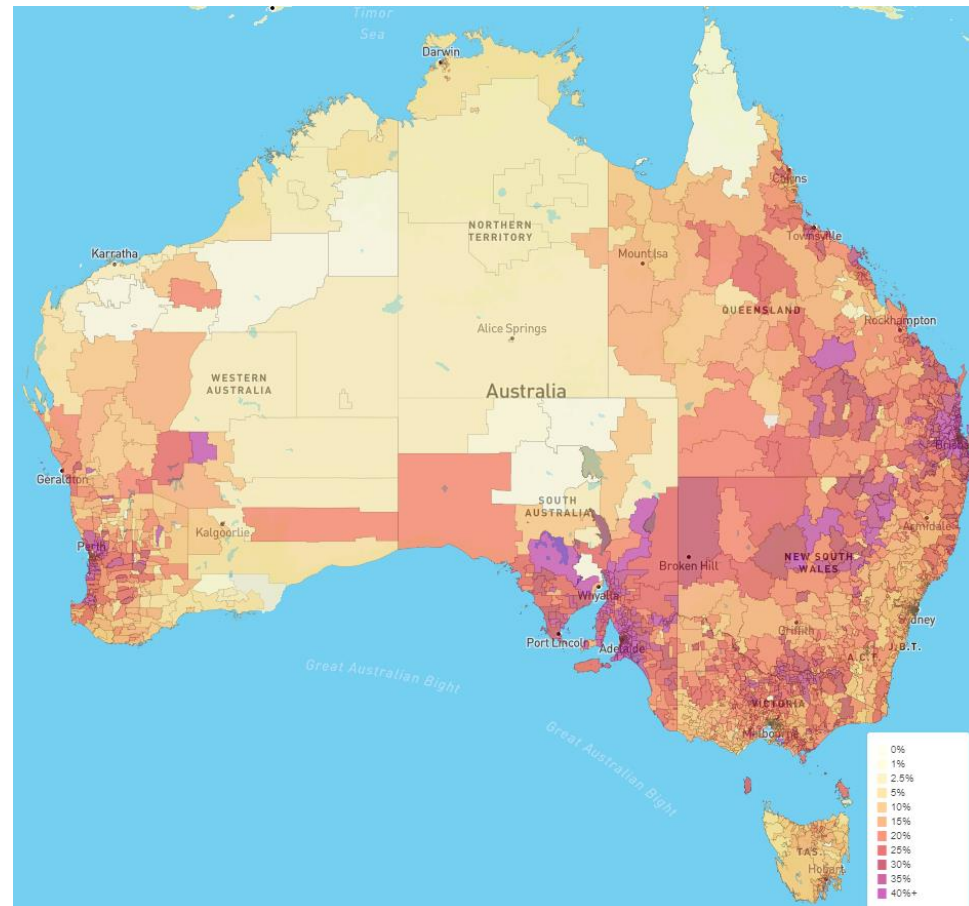 Timor
Sea
Darwin
Cairns
Karratha
NORTHERN
TERRITORY
Townsville
Mount Isa
QUEENSLAND
Alice Springs
Rockhampton
WESTERN
AUSTRALIA
Australia
Geraldton
SOUTH
AUSTRALIA
Armidale
Kalgoorlie
Perth
NEW SOUTH
WALES
Broken Hill
Whyalla
Griffith
Port Lincoln
Adelaide
J.B.T.
A.C.T.
Great Australian Bight
VICTORIA
Melbourne
Great Australian Bight
TAS.
Hobart
0%
1%
2.5%
5%
10%
15%
20%
25%
30%
35%
40%+